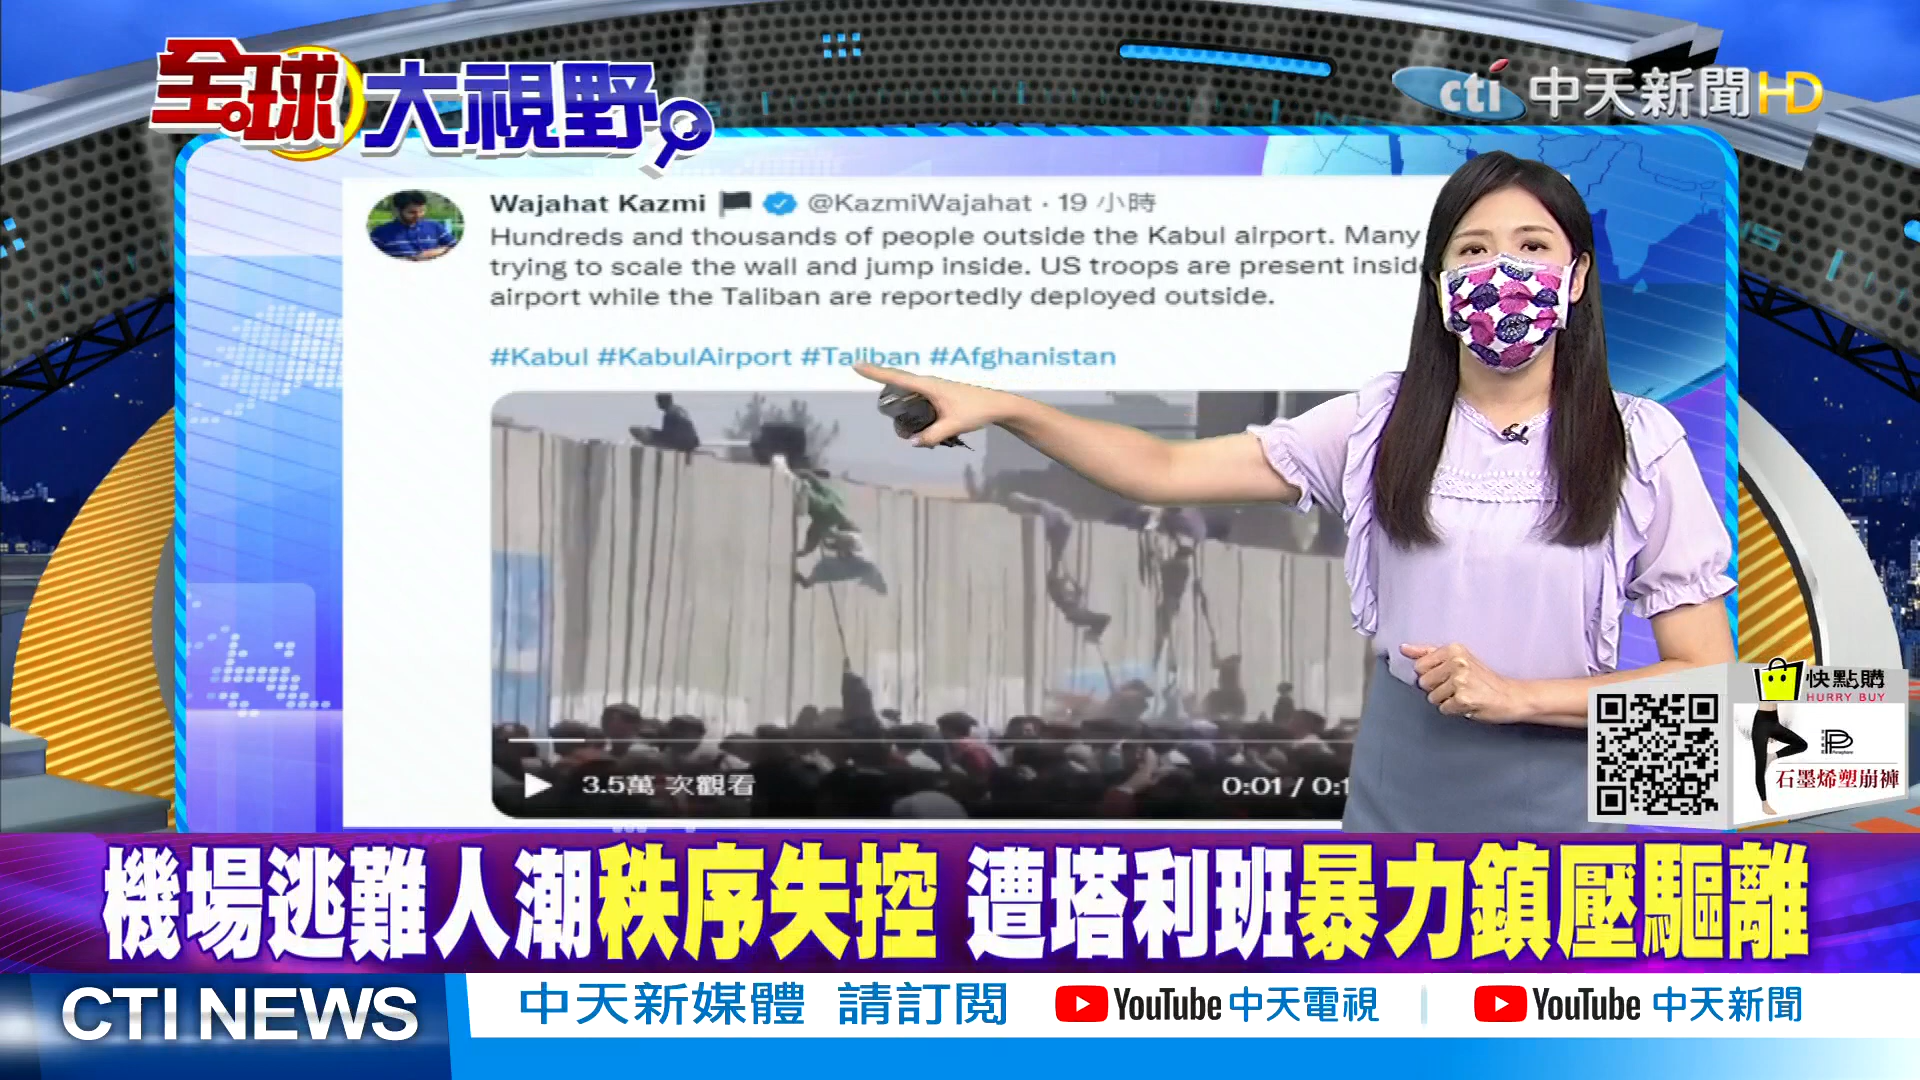 全球大視野
cti 中天新聞HD
Wajahat Kazmi @KazmiWajahat · 19 小時
Hundreds and thousands of people outside the Kabul airport. Many
trying to scale the wall and jump inside. US troops are present inside
airport while the Taliban are reportedly deployed outside.
#Kabul #KabulAirport #Taliban #Afghanistan
3.5萬 次觀看
0:01 / 0:1
快點購
HURRY BUY
石墨烯塑崩褲
機場逃難人潮秩序失控 遭塔利班暴力鎮壓驅離
CTI NEWS
中天新媒體 請訂閱 YouTube 中天電視 YouTube 中天新聞